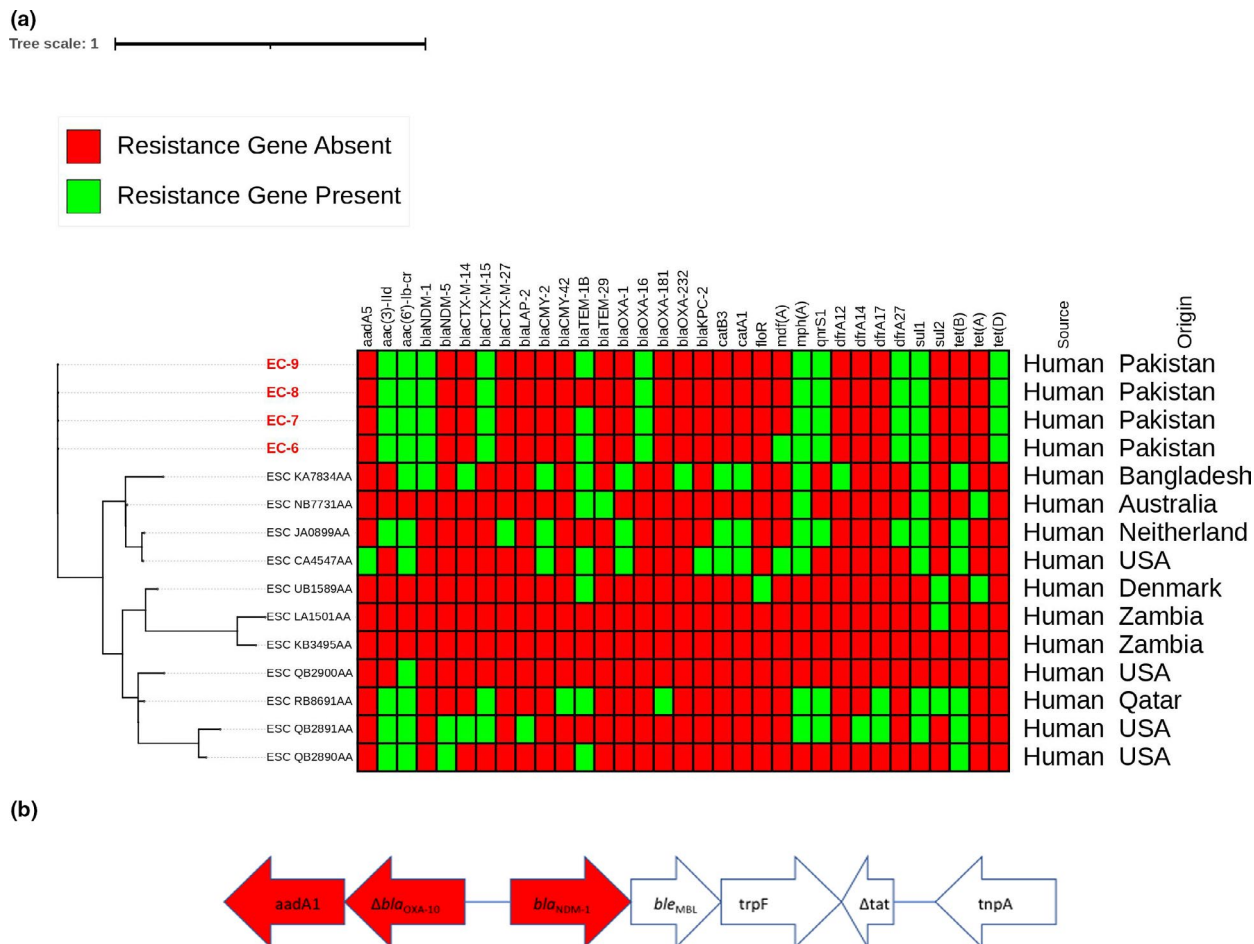 (a)
Tree scale: 1
Resistance Gene Absent
Resistance Gene Present
aadA5
aac(3)-IId
aac(6')-Ib-cr
blaNDM-1
blaNDM-5
blaCTX-M-14
blaCTX-M-15
blaCTX-M-27
blaLAP-2
blaCMY-2
blaCMY-42
blaTEM-1B
blaTEM-29
blaOXA-1
blaOXA-16
blaOXA-181
blaOXA-232
blaKPC-2
catB3
catA1
floR
mdf(A)
mph(A)
qnrS1
dfrA12
dfrA14
dfrA17
dfrA27
sul1
sul2
tet(B)
tet(A)
tet(D)
Source
Origin
EC-9 Human Pakistan
EC-8 Human Pakistan
EC-7 Human Pakistan
EC-6 Human Pakistan
ESC KA7834AA Human Bangladesh
ESC NB7731AA Human Australia
ESC JA0899AA Human Neitherland
ESC CA4547AA Human USA
ESC UB1589AA Human Denmark
ESC LA1501AA Human Zambia
ESC KB3495AA Human Zambia
ESC QB2900AA Human USA
ESC RB8691AA Human Qatar
ESC QB2891AA Human USA
ESC QB2890AA Human USA
(b)
aadA1 ΔblaOXA-10 blaNDM-1 bleMBL trpF Δtat tnpA